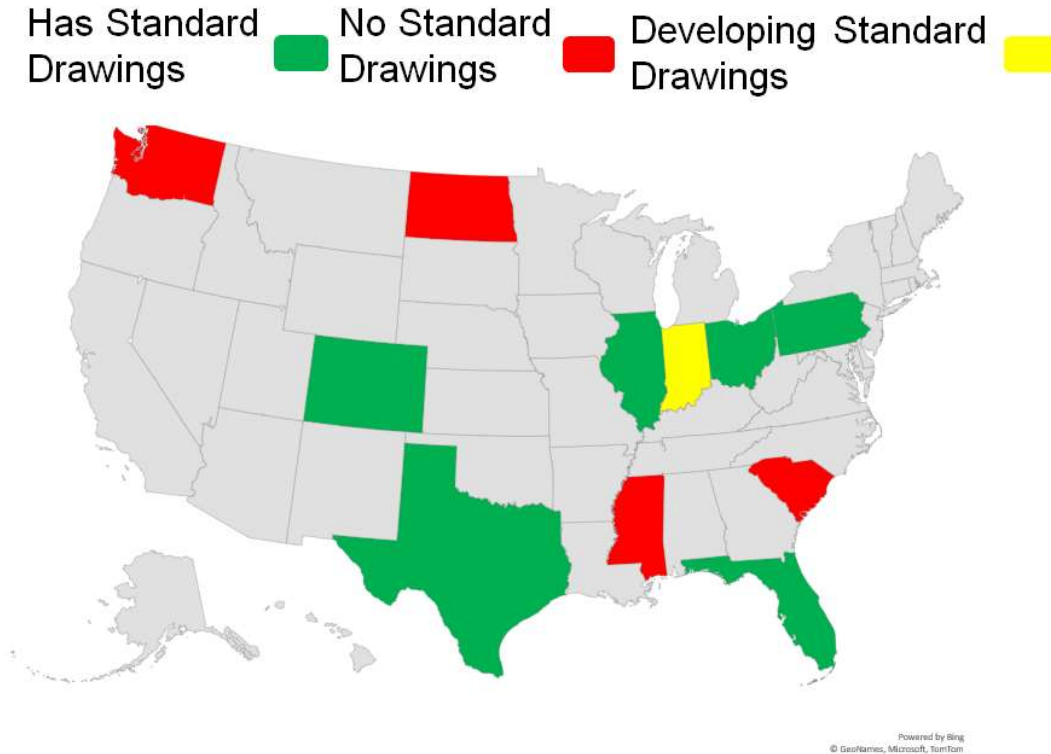 Has Standard Drawings
No Standard Drawings
Developing Standard Drawings
Powered by Bing
© GeoNames, Microsoft, TomTom